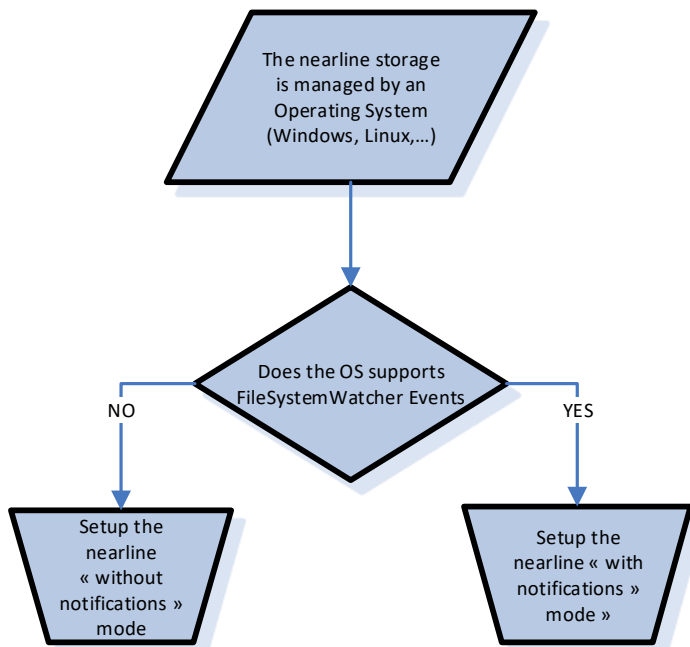 The nearline storage
is managed by an
Operating System
(Windows, Linux,…)
Does the OS supports
FileSystemWatcher Events
NO
YES
Setup the
nearline
« without
notifications »
mode
Setup the
nearline « with
notifications »
mode »